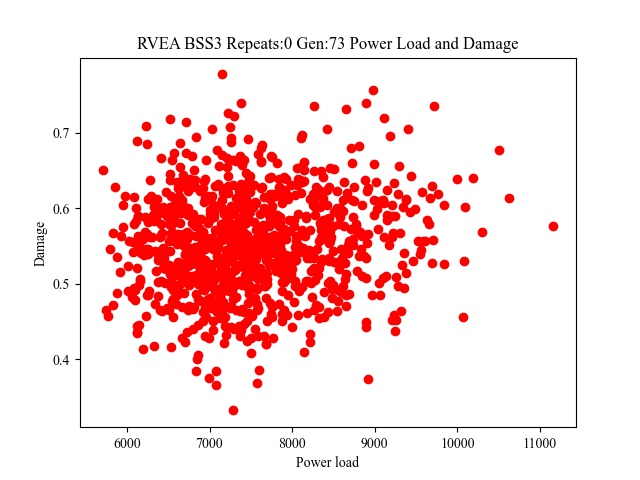 RVEA BSS3 Repeats:0 Gen:73 Power Load and Damage
0.7
0.6
0.5
0.4
Damage
6000 7000 8000 9000 10000 11000
Power load